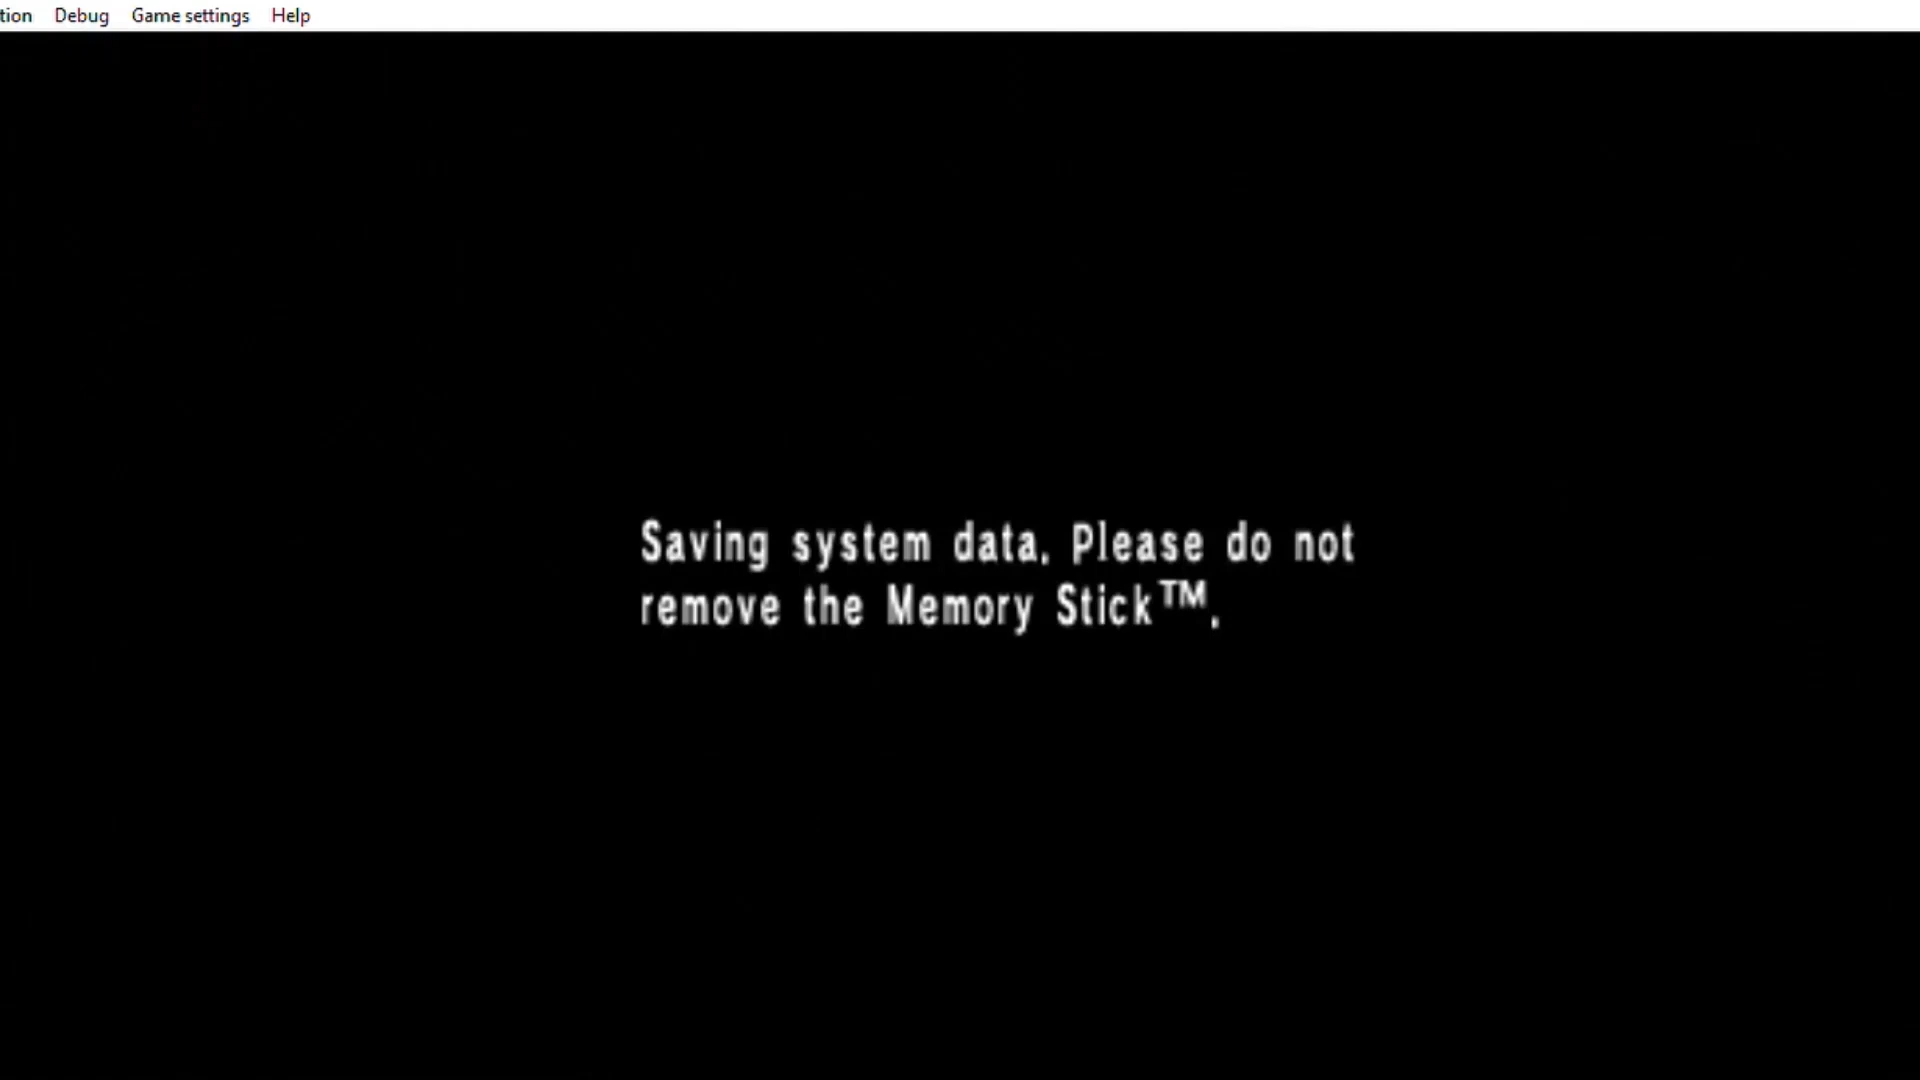 tion Debug Game settings Help
Saving system data. Please do not
remove the Memory Stick™.